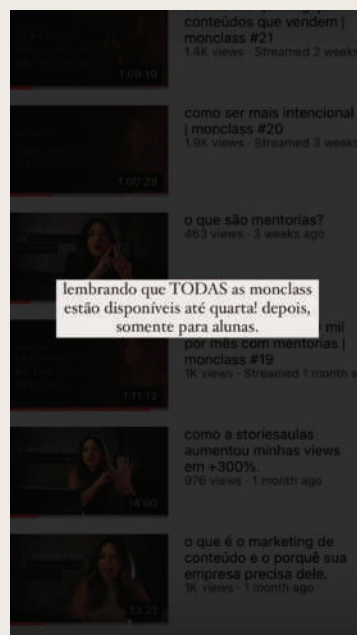 conteúdos que vendem |
monclass #21
1.4K views · Streamed 2 weeks
1:09:19
como ser mais intencional
| monclass #20
1.9K views · Streamed 3 weeks
1:00:28
o que são mentorias?
463 views · 3 weeks ago
lembrando que TODAS as monclass
estão disponíveis até quarta! depois,
somente para alunas.
mil
por mês com mentorias |
monclass #19
1K views · Streamed 1 month a
1:11:12
como a storiesaulas
aumentou minhas views
em +300%.
976 views · 1 month ago
14:00
o que é o marketing de
conteúdo e o porquê sua
empresa precisa dele.
1K views · 1 month ago
13:21